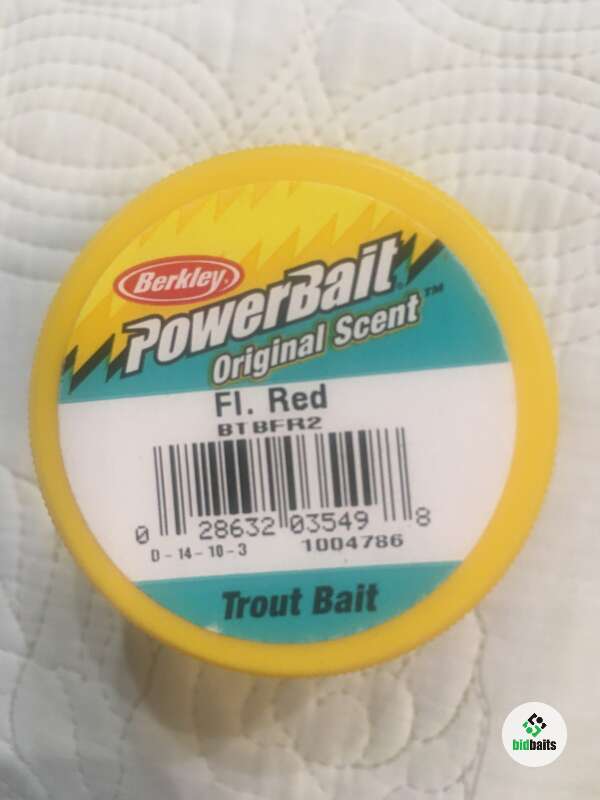 Berkley
PowerBait
Original Scent™
Fl. Red
BTBFR2
0 28632 03549 8
D-14-10-3 1004786
Trout Bait
bidbaits